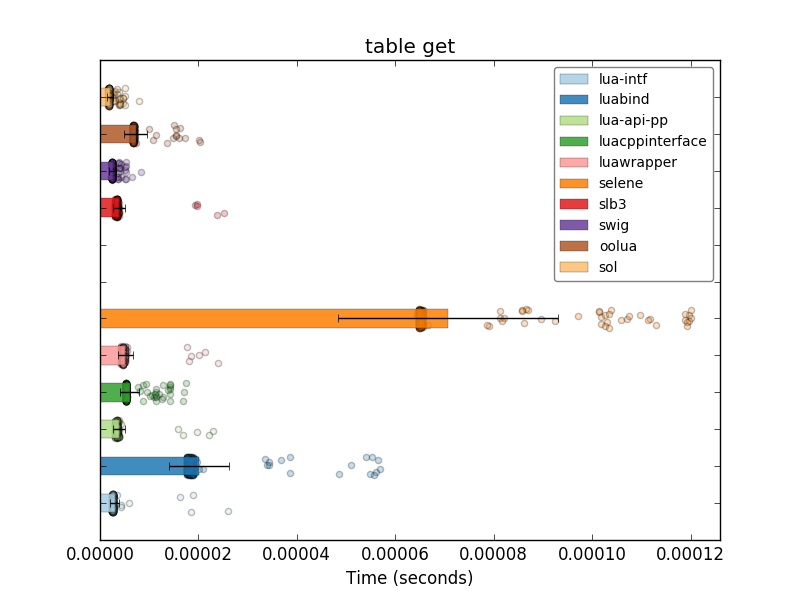 table get
lua-intf
luabind
lua-api-pp
luacppinterface
luawrapper
selene
slb3
swig
oolua
sol
0.00000 0.00002 0.00004 0.00006 0.00008 0.00010 0.00012
Time (seconds)